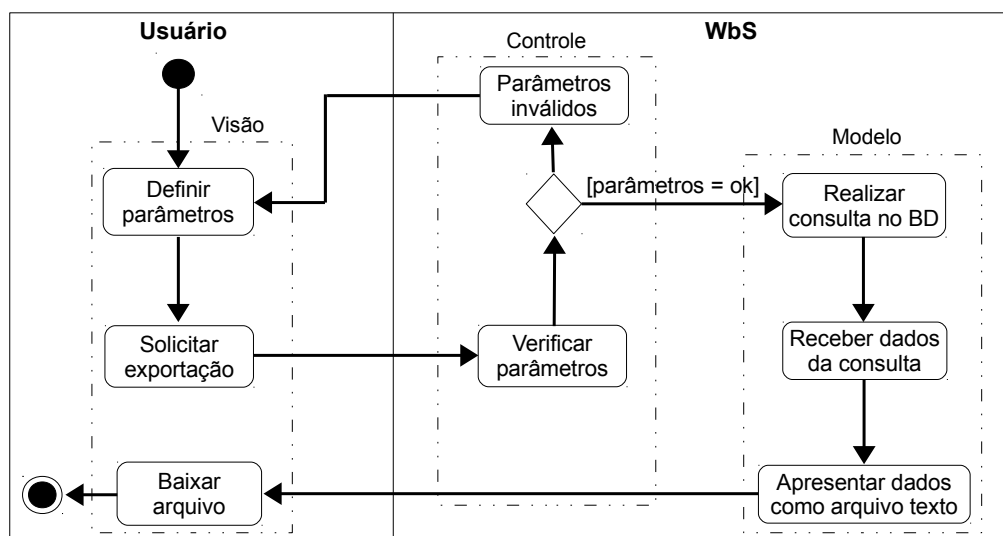 Usuário
WbS
Controle
Parâmetros
inválidos
Visão
Modelo
Definir
parâmetros
[parâmetros = ok]
Realizar
consulta no BD
Solicitar
exportação
Verificar
parâmetros
Receber dados
da consulta
Baixar
arquivo
Apresentar dados
como arquivo texto